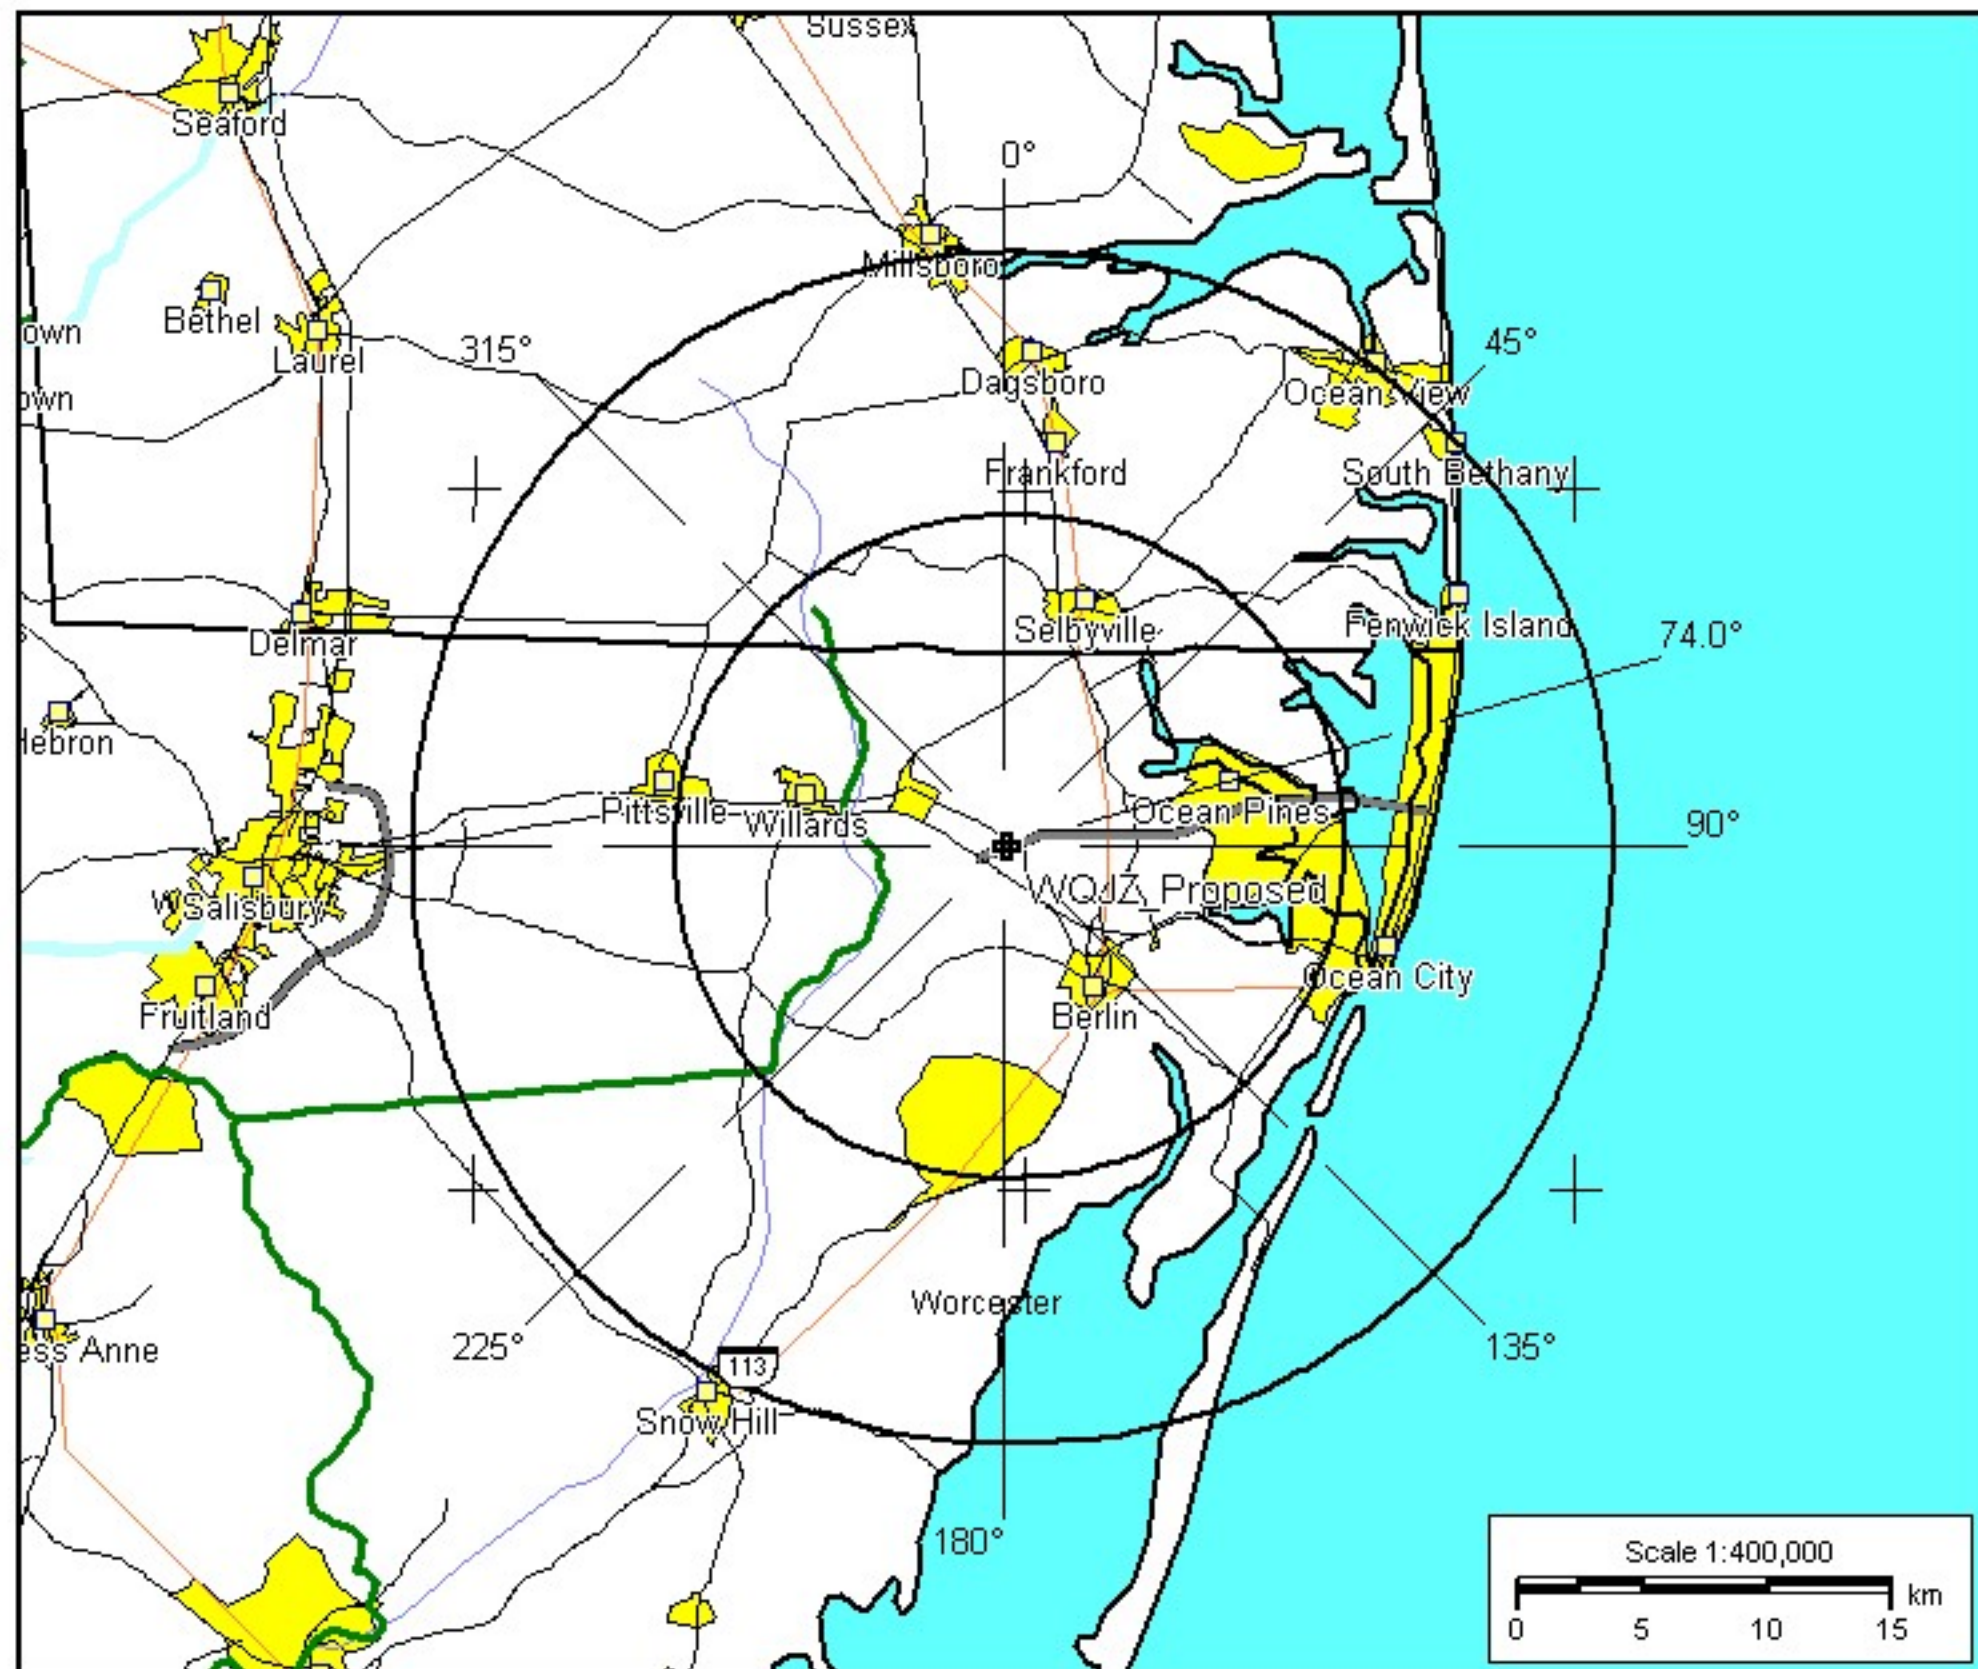 Sussex
Seaford
0°
Millsboro
Bethel
own
Laurel
315°
45°
Dagsboro
Ocean View
own
Frankford
South Bethany
Selbyville
Fenwick Island
74.0°
Delmar
Hebron
Pittsville
Willards
Ocean Pines
90°
WQJZ_Proposed
Salisbury
Ocean City
Fruitland
Berlin
Worcester
225°
135°
ess Anne
113
Snow Hill
180°
Scale 1:400,000
km
0 5 10 15